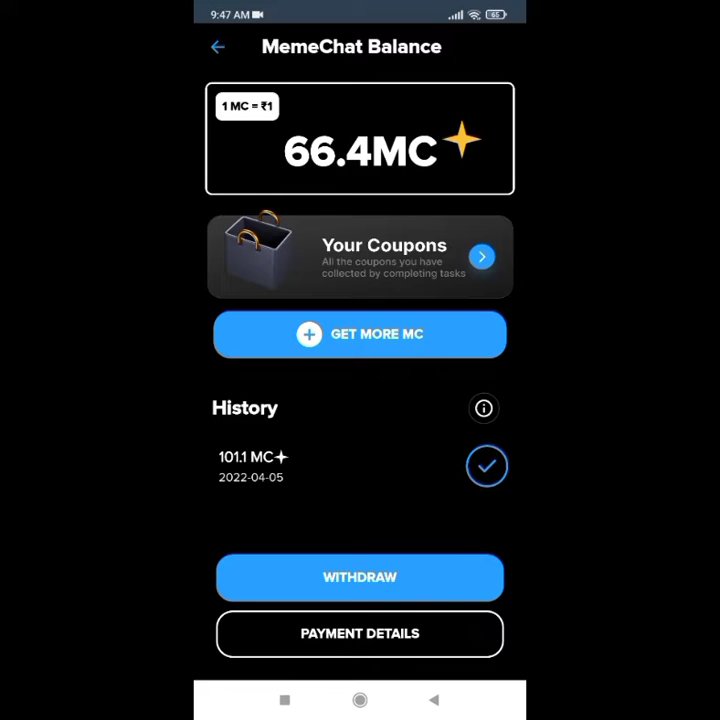 9:47 AM
65
MemeChat Balance
1 MC = ₹1
66.4MC
Your Coupons
All the coupons you have
collected by completing tasks
GET MORE MC
History
101.1 MC
2022-04-05
WITHDRAW
PAYMENT DETAILS